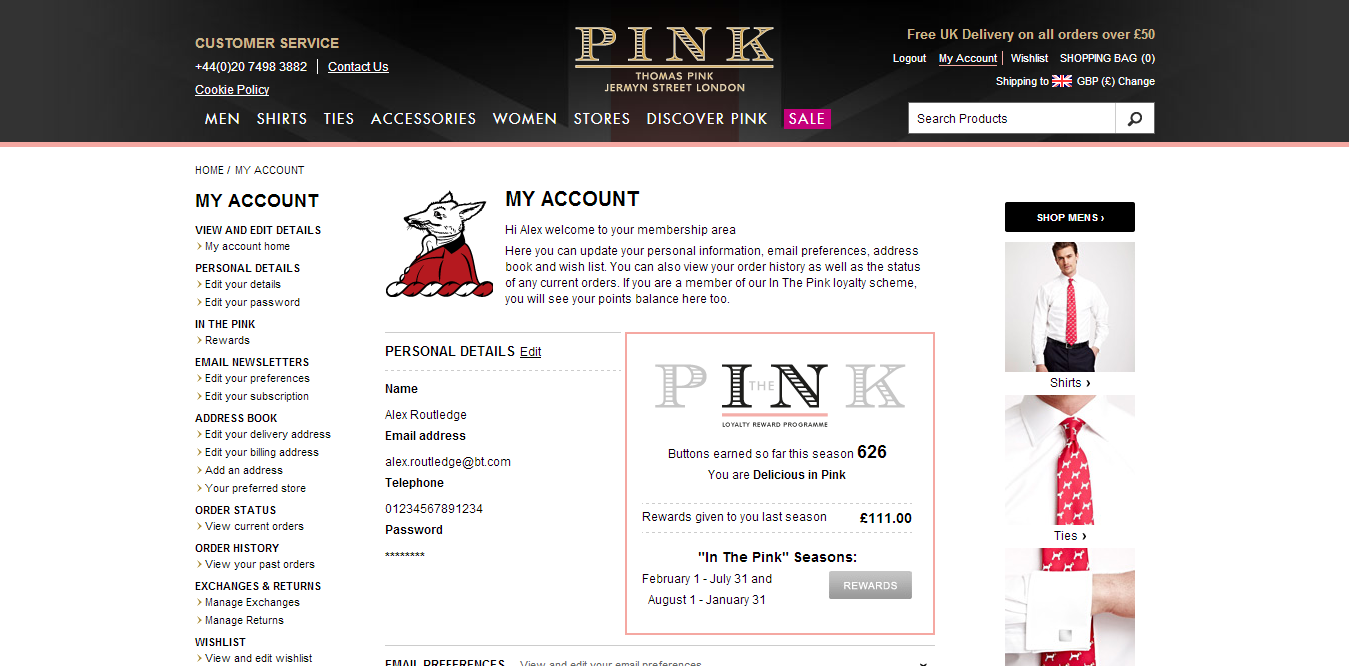 CUSTOMER SERVICE
+44(0)20 7498 3882 | Contact Us
Cookie Policy
PINK
THOMAS PINK
JERMYN STREET LONDON
Free UK Delivery on all orders over £50
Logout My Account | Wishlist SHOPPING BAG (0)
Shipping to GBP (£) Change
MEN SHIRTS TIES ACCESSORIES WOMEN STORES DISCOVER PINK SALE
Search Products
HOME / MY ACCOUNT
MY ACCOUNT
VIEW AND EDIT DETAILS
› My account home
PERSONAL DETAILS
› Edit your details
› Edit your password
IN THE PINK
› Rewards
EMAIL NEWSLETTERS
› Edit your preferences
› Edit your subscription
ADDRESS BOOK
› Edit your delivery address
› Edit your billing address
› Add an address
› Your preferred store
ORDER STATUS
› View current orders
ORDER HISTORY
› View your past orders
EXCHANGES & RETURNS
› Manage Exchanges
› Manage Returns
WISHLIST
› View and edit wishlist
MY ACCOUNT
Hi Alex welcome to your membership area
Here you can update your personal information, email preferences, address
book and wish list. You can also view your order history as well as the status
of any current orders. If you are a member of our In The Pink loyalty scheme,
you will see your points balance here too.
PERSONAL DETAILS Edit
Name
Alex Routledge
Email address
alex.routledge@bt.com
Telephone
01234567891234
Password
********
P IN THE K
LOYALTY REWARD PROGRAMME
Buttons earned so far this season 626
You are Delicious in Pink
Rewards given to you last season £111.00
"In The Pink" Seasons:
February 1 - July 31 and
August 1 - January 31
REWARDS
EMAIL PREFERENCES View and edit your email preferences
SHOP MENS ›
Shirts ›
Ties ›